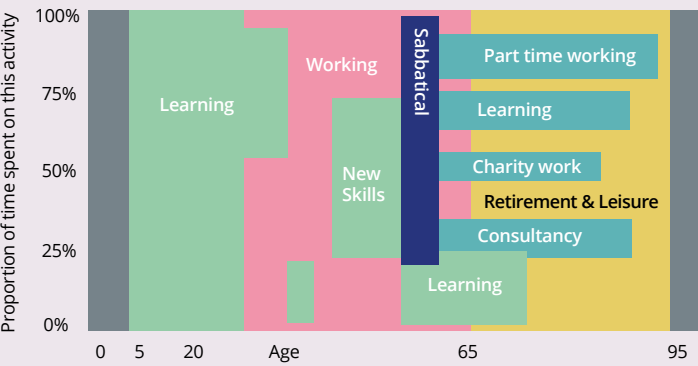 Proportion of time spent on this activity
100%
75%
50%
25%
0%
Learning
Working
New
Skills
Sabbatical
Part time working
Learning
Charity work
Retirement & Leisure
Consultancy
Learning
0
5
20
Age
65
95